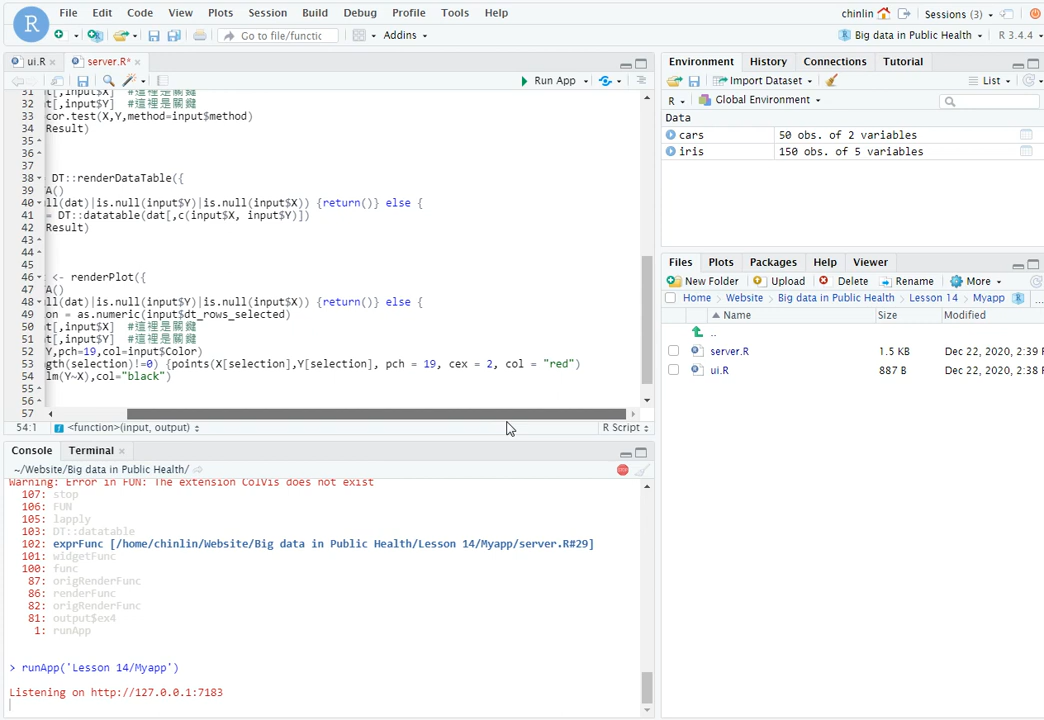 File Edit Code View Plots Session Build Debug Profile Tools Help
chinlin Sessions (3)
Go to file/functic Addins
Big data in Public Health R 3.4.4
ui.R server.R*
Run App
31 t[,input$X] #這裡是關鍵
32 t[,input$Y] #這裡是關鍵
33 cor.test(X,Y,method=input$method)
34 Result)
35
36
37
38 DT::renderDataTable({
39 A()
40 ll(dat)|is.null(input$Y)|is.null(input$X)) {return()} else {
41 = DT::datatable(dat[,c(input$X, input$Y)])
42 Result)
43
44
45
46 <- renderPlot({
47 A()
48 ll(dat)|is.null(input$Y)|is.null(input$X)) {return()} else {
49 on = as.numeric(input$dt_rows_selected)
50 t[,input$X] #這裡是關鍵
51 t[,input$Y] #這裡是關鍵
52 Y,pch=19,col=input$Color)
53 gth(selection)!=0) {points(X[selection],Y[selection], pch = 19, cex = 2, col = "red")
54 lm(Y~X),col="black")
55
56
57
54:1 <function>(input, output) R Script
Console Terminal
~/Website/Big data in Public Health/
Warning: Error in FUN: The extension ColVis does not exist
107: stop
106: FUN
105: lapply
103: DT::datatable
102: exprFunc [/home/chinlin/Website/Big data in Public Health/Lesson 14/Myapp/server.R#29]
101: widgetFunc
100: func
87: origRenderFunc
86: renderFunc
82: origRenderFunc
81: output$ex4
1: runApp
> runApp('Lesson 14/Myapp')
Listening on http://127.0.0.1:7183
Environment History Connections Tutorial
Import Dataset List
R Global Environment
Data
cars 50 obs. of 2 variables
iris 150 obs. of 5 variables
Files Plots Packages Help Viewer
New Folder Upload Delete Rename More
Home Website Big data in Public Health Lesson 14 Myapp ...
Name Size Modified
..
server.R 1.5 KB Dec 22, 2020, 2:39
ui.R 887 B Dec 22, 2020, 2:38